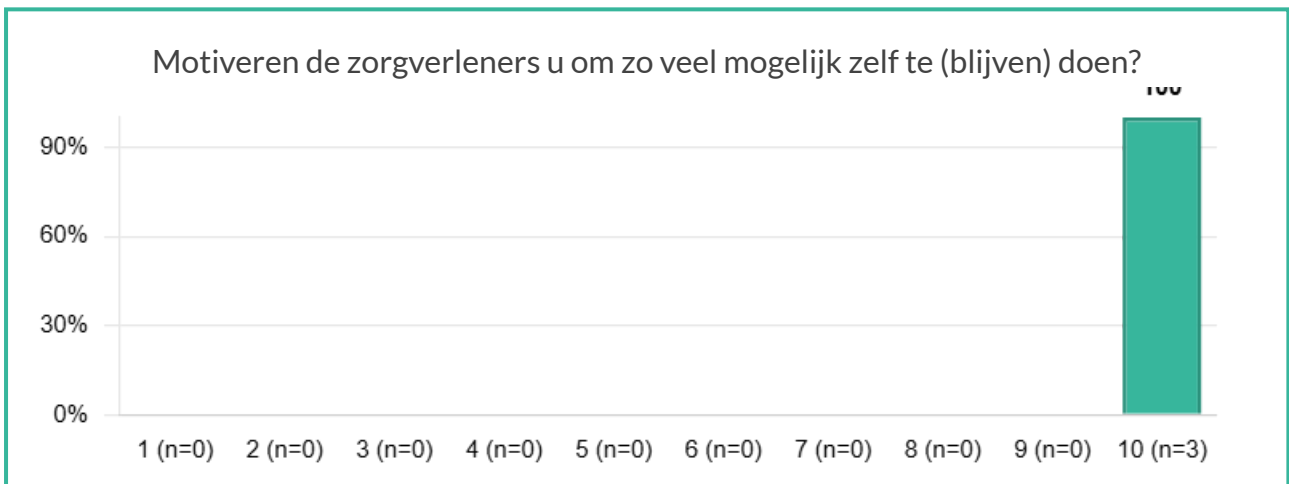 Motiveren de zorgverleners u om zo veel mogelijk zelf te (blijven) doen?
100
90%
60%
30%
0%
1 (n=0) 2 (n=0) 3 (n=0) 4 (n=0) 5 (n=0) 6 (n=0) 7 (n=0) 8 (n=0) 9 (n=0) 10 (n=3)